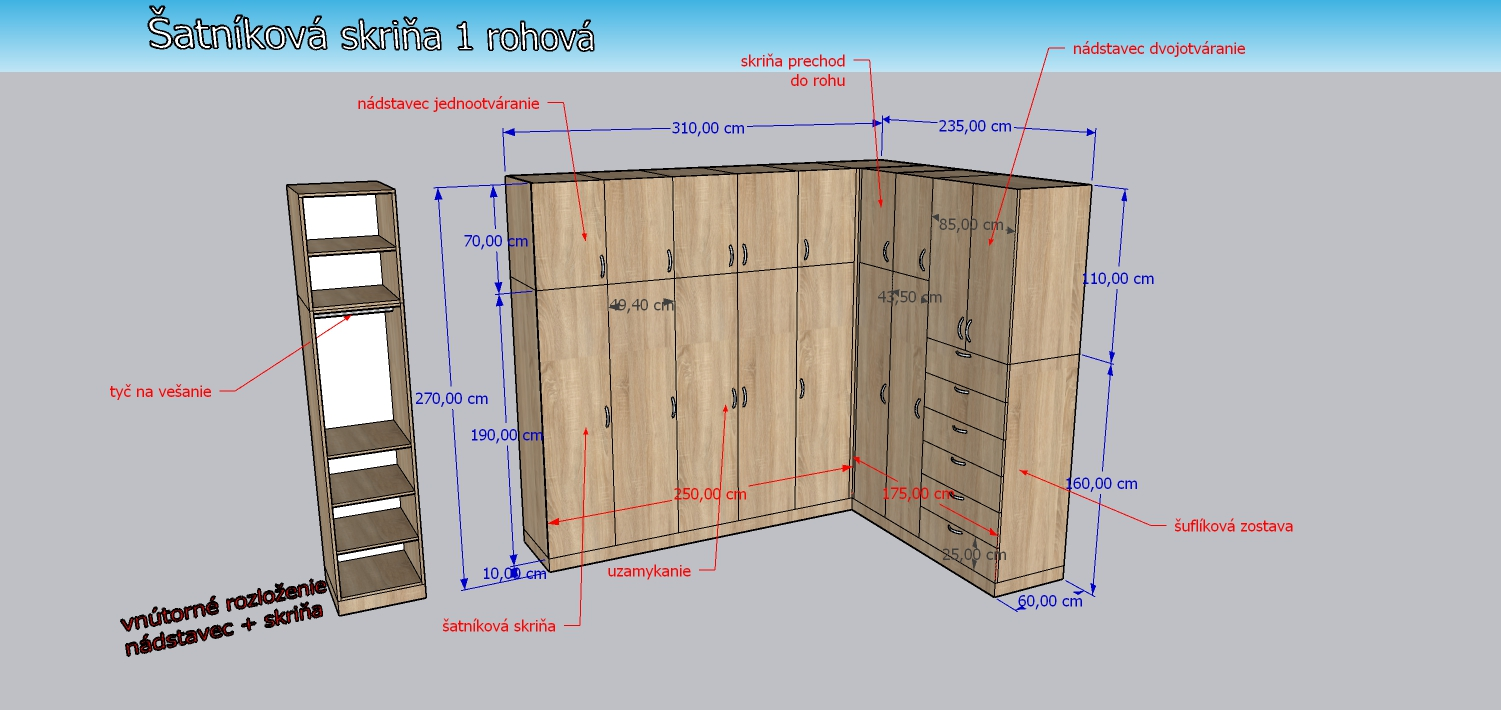 Šatníková skriňa 1 rohová
nádstavec dvojotváranie
skriňa prechod
do rohu
nádstavec jednootváranie
310,00 cm
235,00 cm
85,00 cm
70,00 cm
110,00 cm
43,50 cm
49,40 cm
tyč na vešanie
270,00 cm
190,00 cm
160,00 cm
250,00 cm
175,00 cm
šuflíková zostava
25,00 cm
10,00 cm
uzamykanie
60,00 cm
vnútorné rozloženie
nádstavec + skriňa
šatníková skriňa